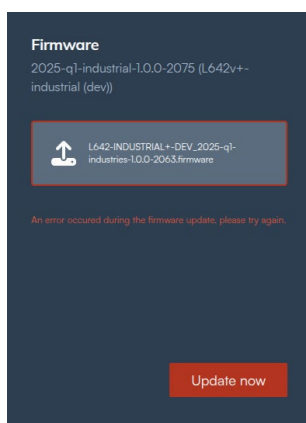 Firmware
2025-q1-industrial-1.0.0-2075 (L642v+-
industrial (dev))
L642-INDUSTRIAL+-DEV_2025-q1-
industries-1.0.0-2063.firmware
An error occured during the firmware update, please try again.
Update now